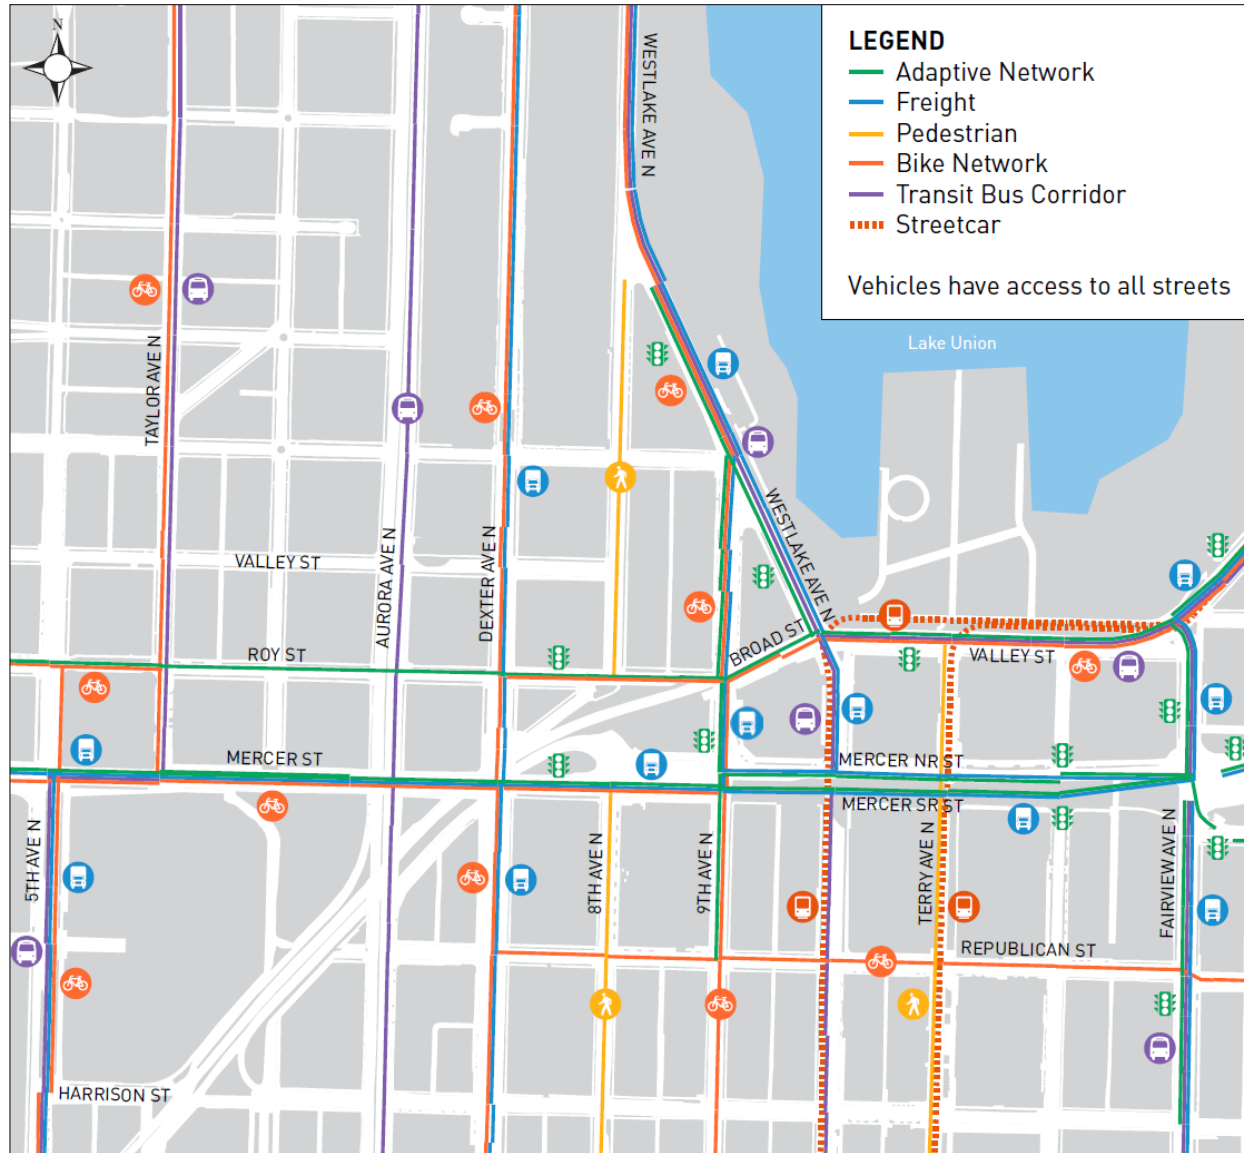 N
LEGEND
Adaptive Network
Freight
Pedestrian
Bike Network
Transit Bus Corridor
Streetcar
Vehicles have access to all streets
WESTLAKE AVE N
Lake Union
TAYLOR AVE N
WESTLAKE AVE N
VALLEY ST
AURORA AVE N
DEXTER AVE N
BROAD ST
ROY ST
VALLEY ST
MERCER ST
MERCER NR ST
MERCER SR ST
5TH AVE N
8TH AVE N
9TH AVE N
TERRY AVE N
FAIRVIEW AVE N
REPUBLICAN ST
HARRISON ST